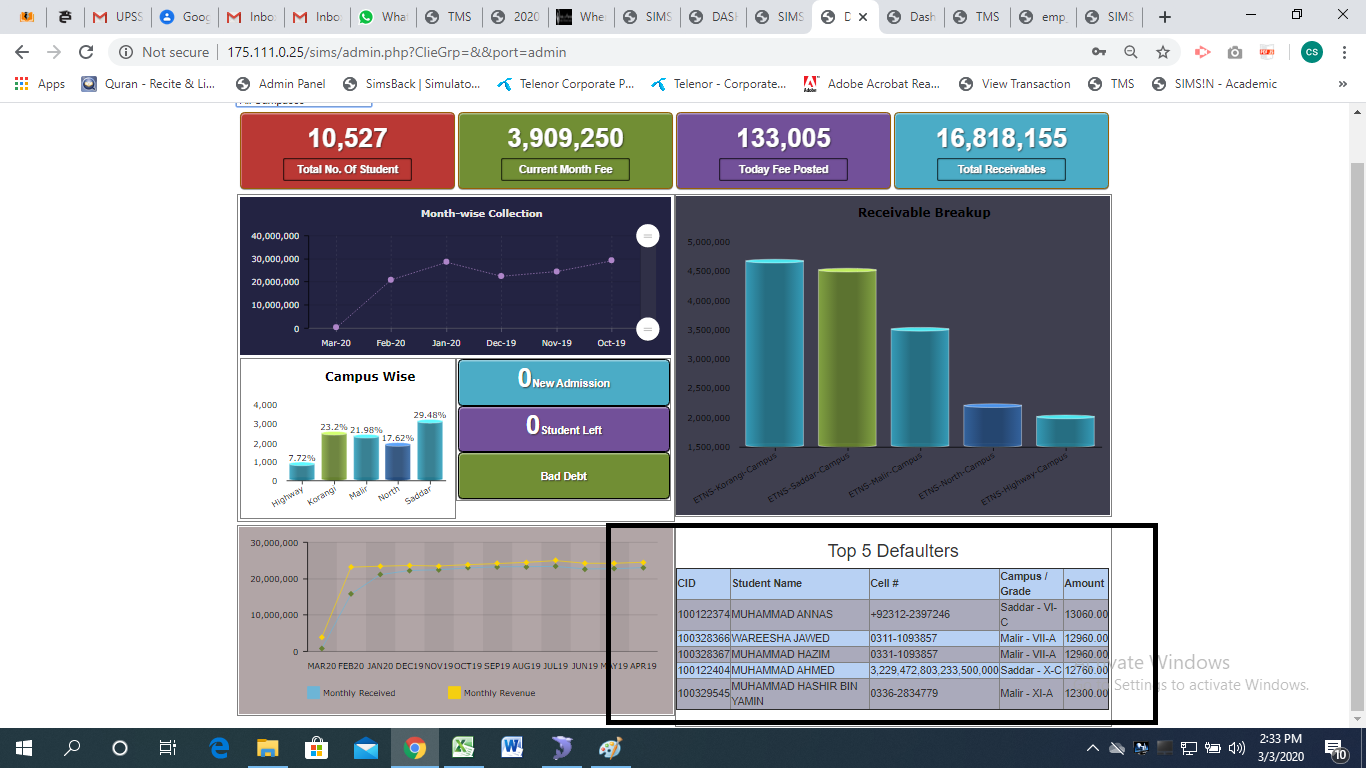 UPSS
Goog
Inbo
Inbo
What
TMS
2020
Whe
SIMS
DASH
SIMS
D
Dash
TMS
emp_
SIMS
Not secure | 175.111.0.25/sims/admin.php?ClieGrp=&&port=admin
CS
Apps
Quran - Recite & Li...
Admin Panel
SimsBack | Simulato...
Telenor Corporate P...
Telenor - Corporate...
Adobe Acrobat Rea...
View Transaction
TMS
SIMS!N - Academic
»
10,527
Total No. Of Student
3,909,250
Current Month Fee
133,005
Today Fee Posted
16,818,155
Total Receivables
Month-wise Collection
40,000,000
30,000,000
20,000,000
10,000,000
0
Mar-20 Feb-20 Jan-20 Dec-19 Nov-19 Oct-19
Receivable Breakup
5,000,000
4,500,000
4,000,000
3,500,000
3,000,000
2,500,000
2,000,000
1,500,000
ETNS-Korangi-Campus
ETNS-Saddar-Campus
ETNS-Malir-Campus
ETNS-North-Campus
ETNS-Highway-Campus
Campus Wise
4,000
3,000
2,000
1,000
0
7.72%
23.2%
21.98%
17.62%
29.48%
Highway
Korangi
Malir
North
Saddar
0 New Admission
0 Student Left
Bad Debt
30,000,000
20,000,000
10,000,000
0
MAR20 FEB20 JAN20 DEC19 NOV19 OCT19 SEP19 AUG19 JUL19 JUN19 MAY19 APR19
Monthly Received
Monthly Revenue
Top 5 Defaulters
CID Student Name Cell # Campus / Grade Amount
100122374 MUHAMMAD ANNAS +92312-2397246 Saddar - VI-C 13060.00
100328366 WAREESHA JAWED 0311-1093857 Malir - VII-A 12960.00
100328367 MUHAMMAD HAZIM 0331-1093857 Malir - VII-A 12960.00
100122404 MUHAMMAD AHMED 3,229,472,803,233,500,000 Saddar - X-C 12760.00
100329545 MUHAMMAD HASHIR BIN YAMIN 0336-2834779 Malir - XI-A 12300.00
vate Windows
Settings to activate Windows.
2:33 PM
3/3/2020
10